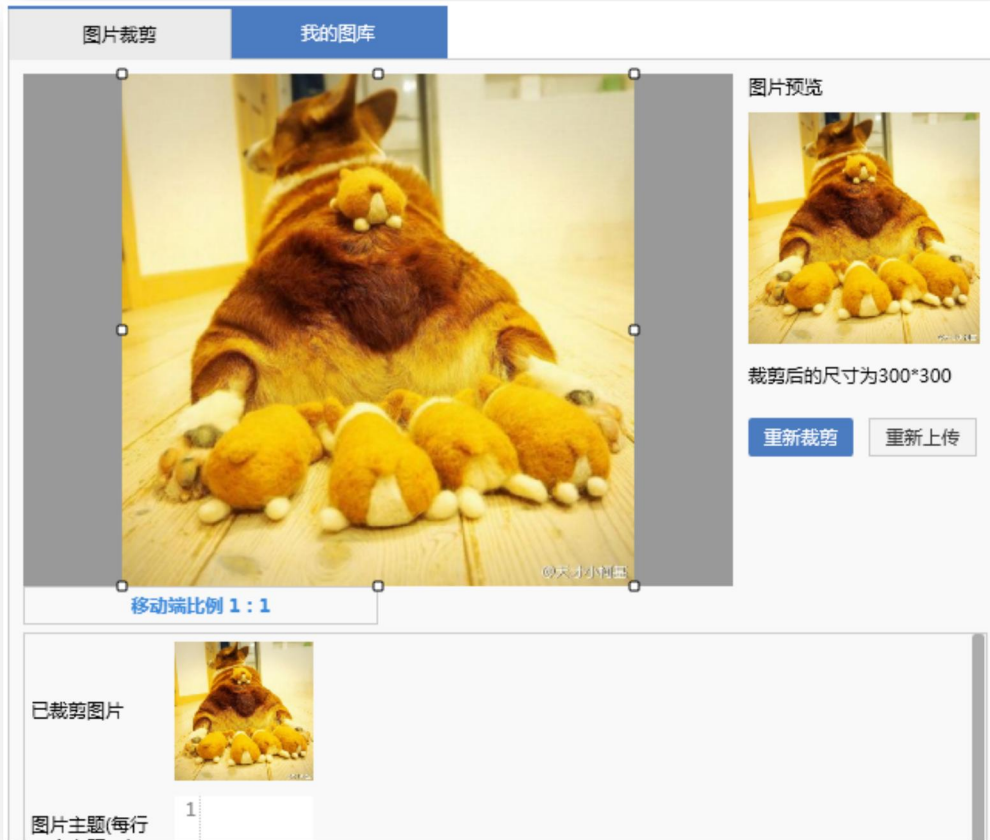 图片裁剪
我的图库
图片预览
裁剪后的尺寸为300*300
重新裁剪
重新上传
移动端比例 1:1
已裁剪图片
1
图片主题(每行